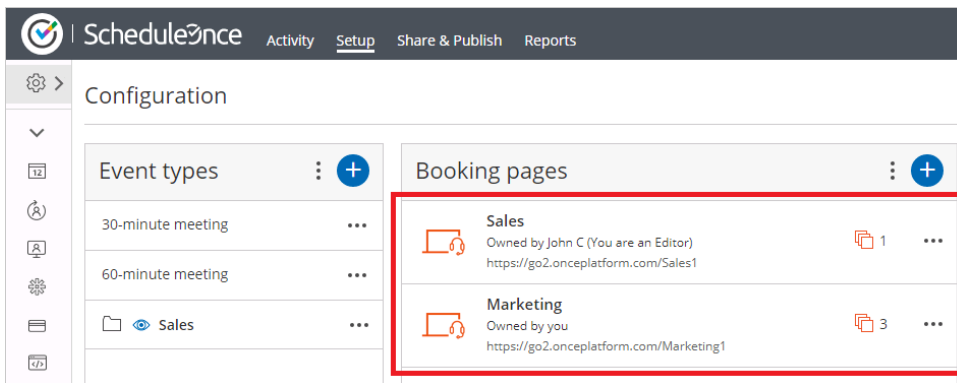 ScheduleOnce Activity Setup Share & Publish Reports
Configuration
12
Event types
30-minute meeting
60-minute meeting
Sales
Booking pages
Sales
Owned by John C (You are an Editor)
https://go2.onceplatform.com/Sales1
1
Marketing
Owned by you
https://go2.onceplatform.com/Marketing1
3